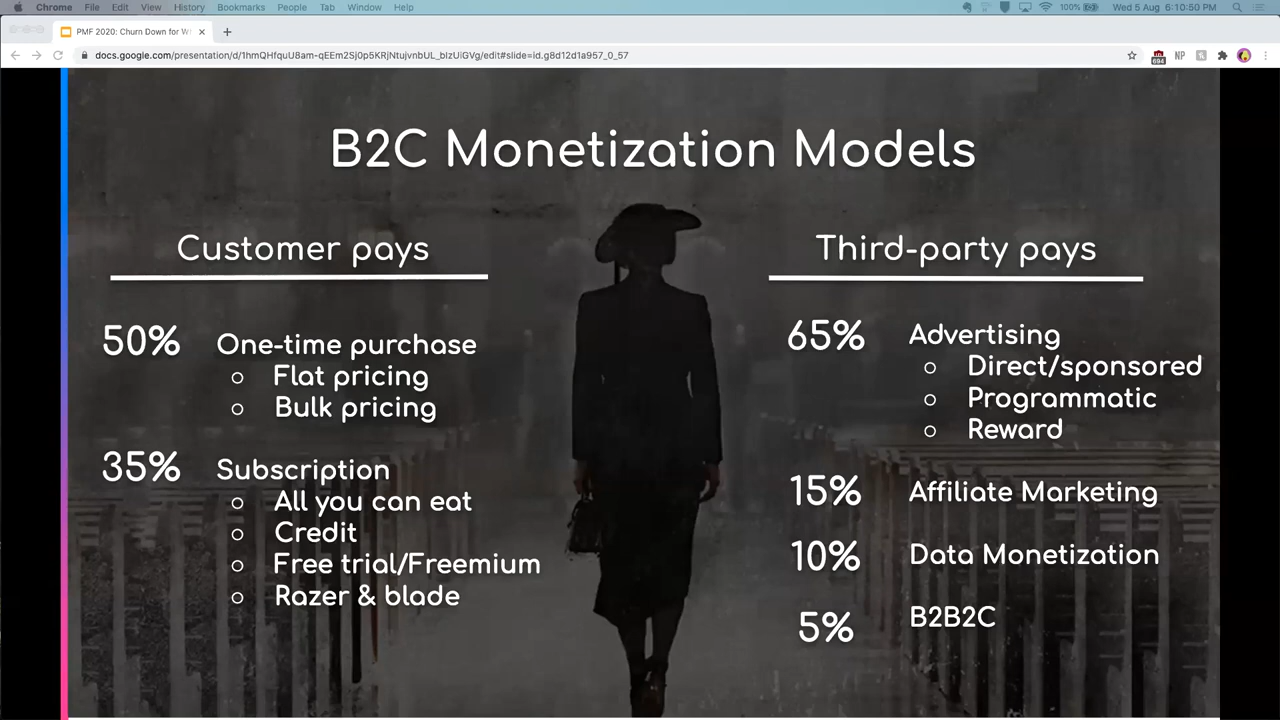 Chrome File Edit View History Bookmarks People Tab Window Help 100% Wed 5 Aug 6:10:50 PM
PMF 2020: Churn Down for W
docs.google.com/presentation/d/1hmQHfquU8am-qEEm2Sj0p5KRjNtujvnbUL_bIzUiGVg/edit#slide=id.g8d12d1a957_0_57
694 NP
B2C Monetization Models
Customer pays
50% One-time purchase
Flat pricing
Bulk pricing
35% Subscription
All you can eat
Credit
Free trial/Freemium
Razer & blade
Third-party pays
65% Advertising
Direct/sponsored
Programmatic
Reward
15% Affiliate Marketing
10% Data Monetization
5% B2B2C